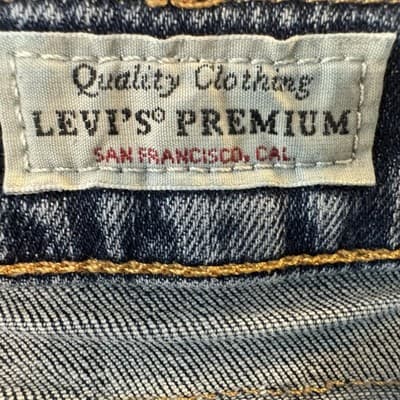 Quality Clothing
LEVI'S® PREMIUM
SAN FRANCISCO, CAL